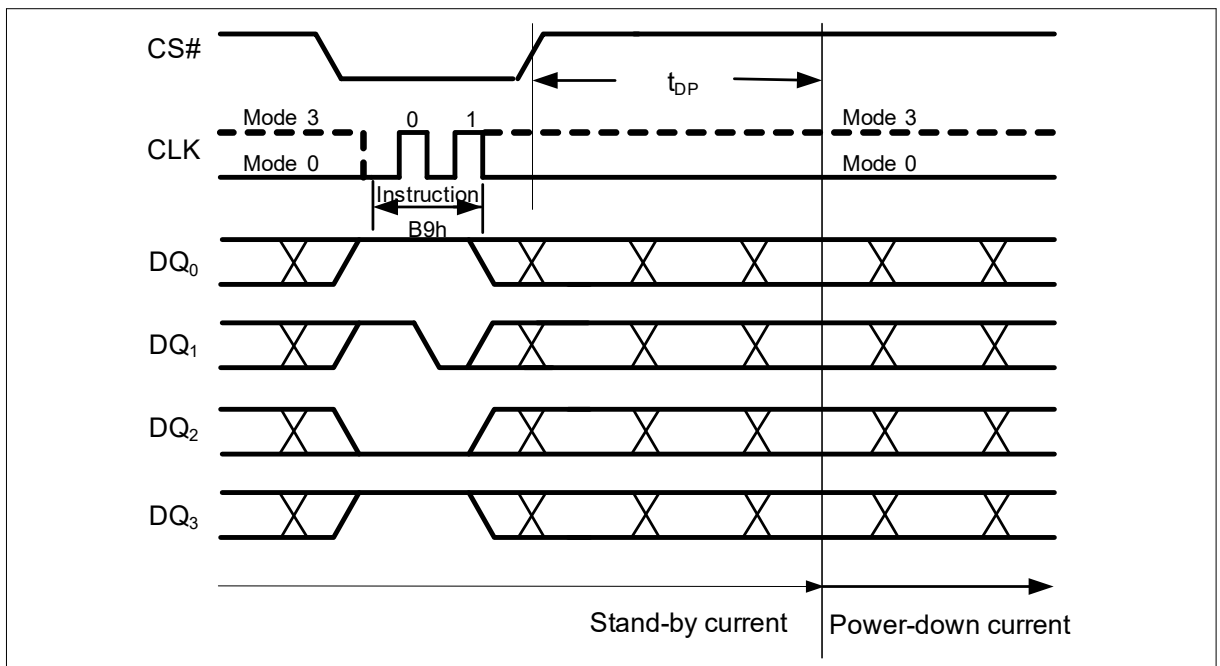 CS#
tDP
Mode 3 0 1 Mode 3
CLK
Mode 0 Mode 0
Instruction
B9h
DQ0
DQ1
DQ2
DQ3
Stand-by current Power-down current